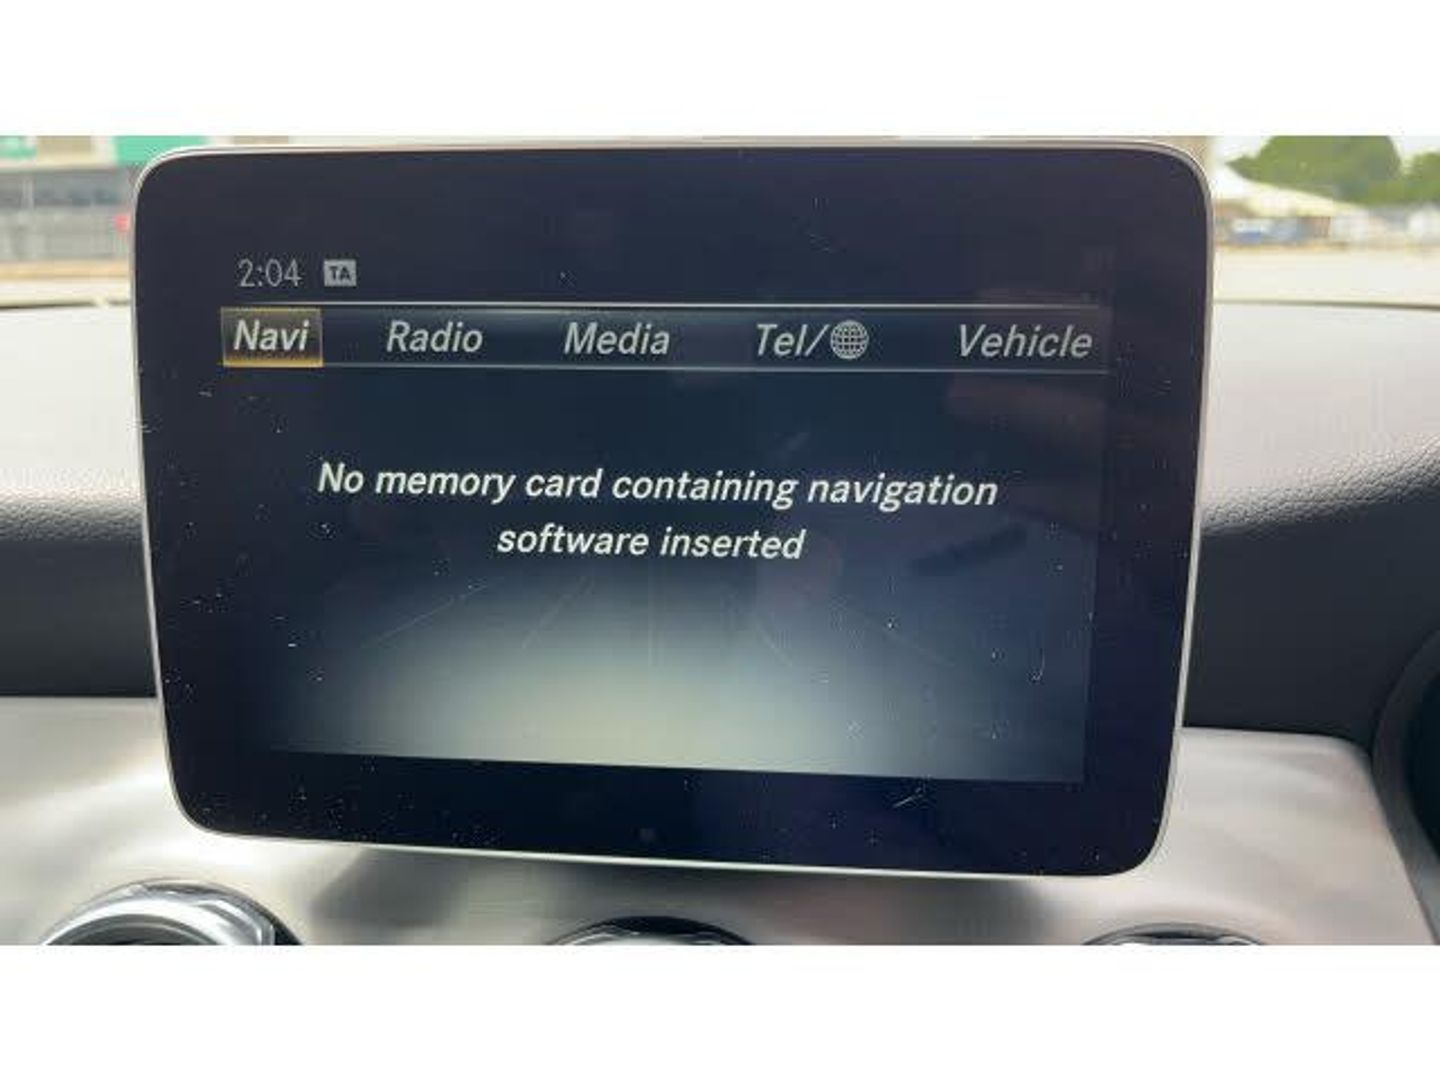 2:04 TA
Navi Radio Media Tel/ Vehicle
No memory card containing navigation
software inserted